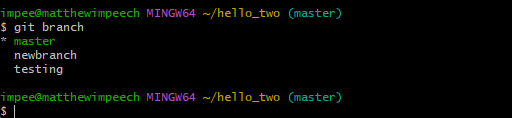 impee@matthewimpeech MINGW64 ~/hello_two (master)
$ git branch
* master
  newbranch
  testing
impee@matthewimpeech MINGW64 ~/hello_two (master)
$